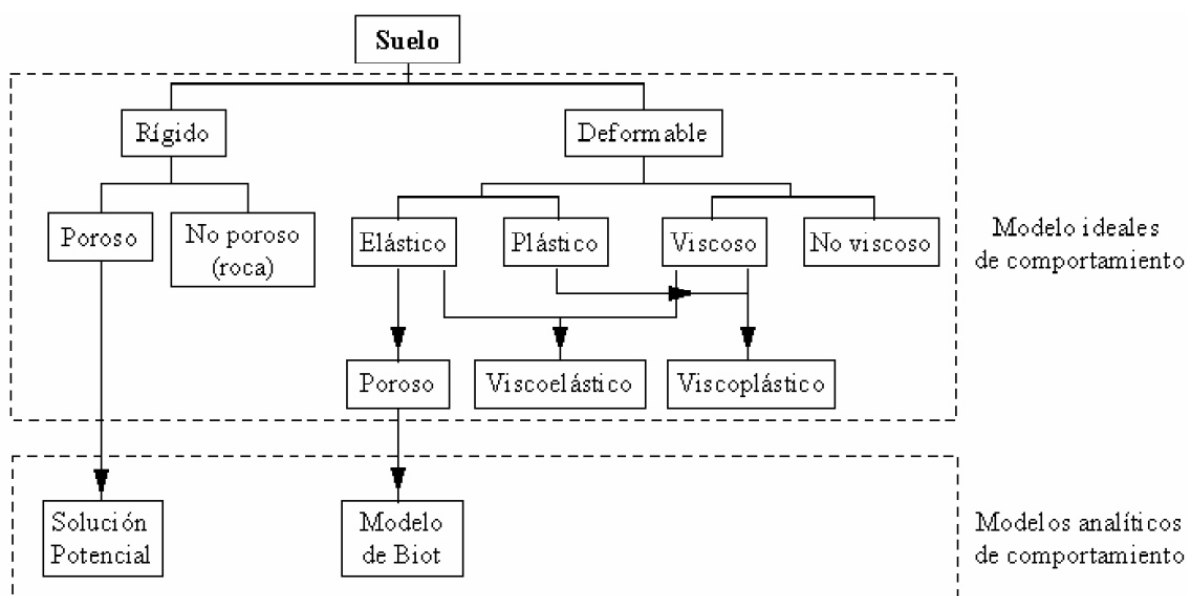 Suelo
Rígido
Deformable
Poroso
No poroso
(roca)
Elástico
Plástico
Viscoso
No viscoso
Modelo ideales
de comportamiento
Poroso
Viscoelástico
Viscoplástico
Solución
Potencial
Modelo
de Biot
Modelos analíticos
de comportamiento